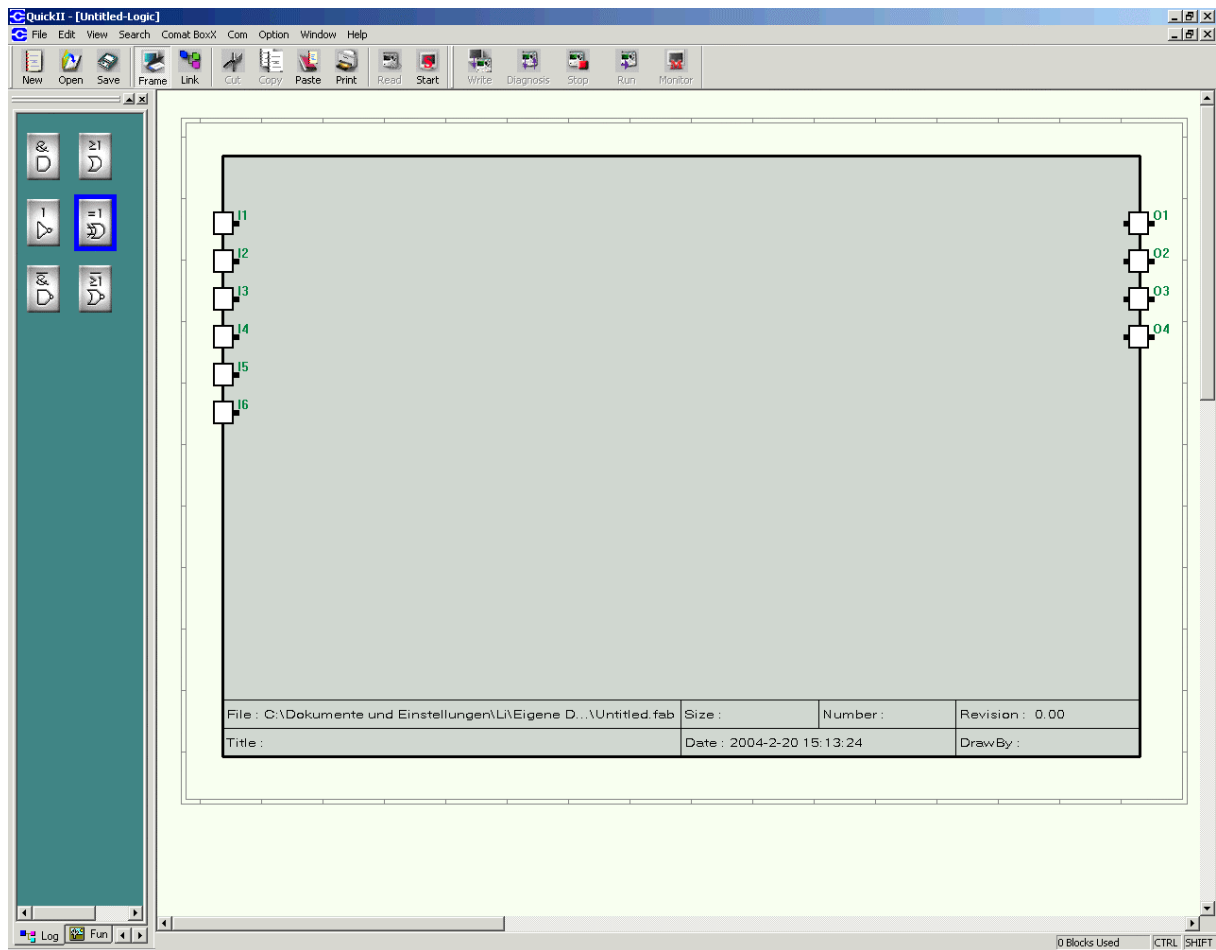 QuickII - [Untitled-Logic]
File Edit View Search Comat BoxX Com Option Window Help
New Open Save Frame Link Cut Copy Paste Print Read Start Write Diagnosis Stop Run Monitor
& ≥1
1 =1
& ≥1
I1
I2
I3
I4
I5
I6
O1
O2
O3
O4
File : C:\Dokumente und Einstellungen\Li\Eigene D...\Untitled.fab Size : Number : Revision : 0.00
Title : Date : 2004-2-20 15:13:24 DrawBy :
Log Fun
0 Blocks Used CTRL SHIFT